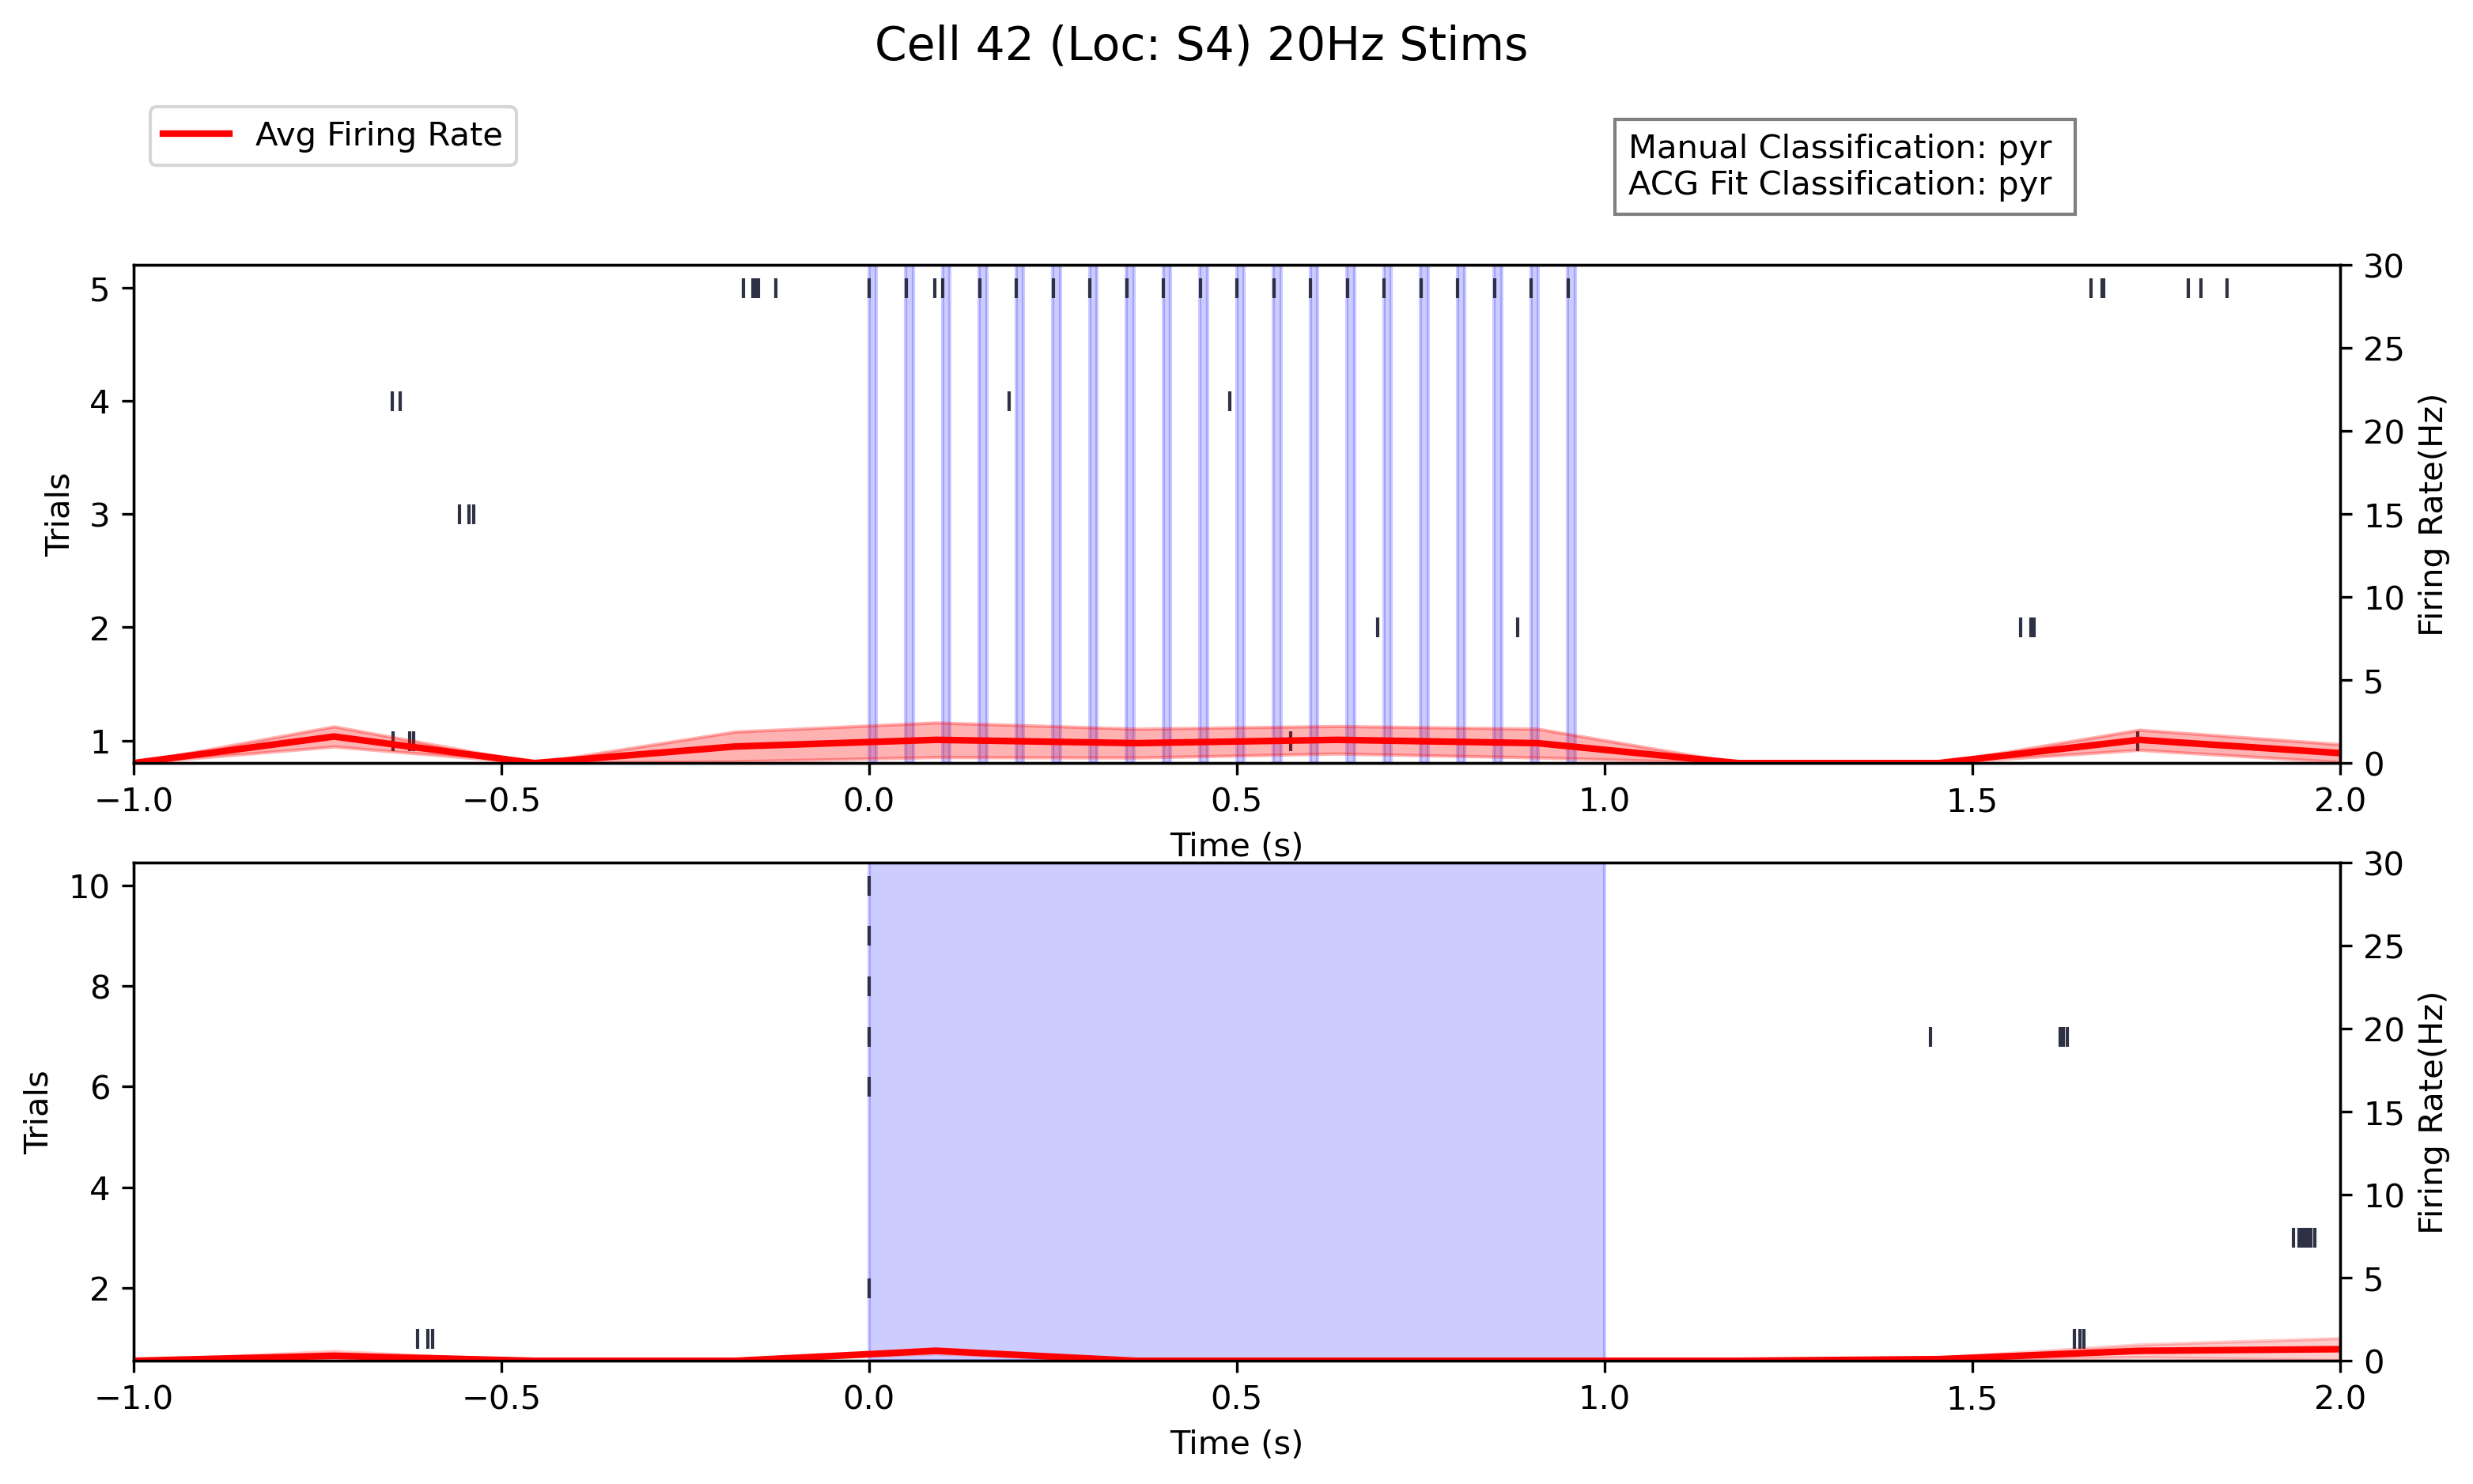 Cell 42 (Loc: S4) 20Hz Stims
Avg Firing Rate
Manual Classification: pyr
ACG Fit Classification: pyr
5
4
3
2
1
Trials
30
25
20
15
10
5
0
Firing Rate(Hz)
−1.0 −0.5 0.0 0.5 1.0 1.5 2.0
Time (s)
10
8
6
4
2
Trials
30
25
20
15
10
5
0
Firing Rate(Hz)
−1.0 −0.5 0.0 0.5 1.0 1.5 2.0
Time (s)